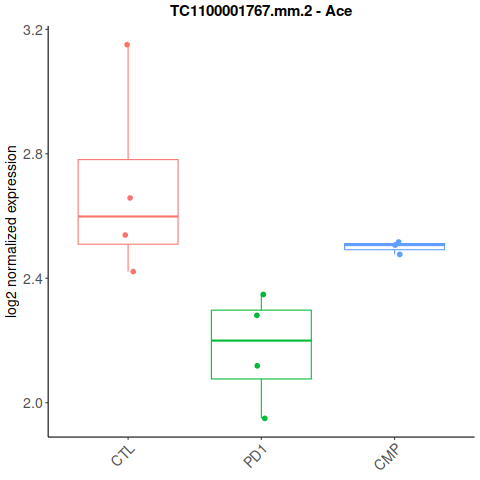 TC1100001767.mm.2 - Ace
log2 normalized expression
3.2
2.8
2.4
2.0
CTL
PD1
CMP